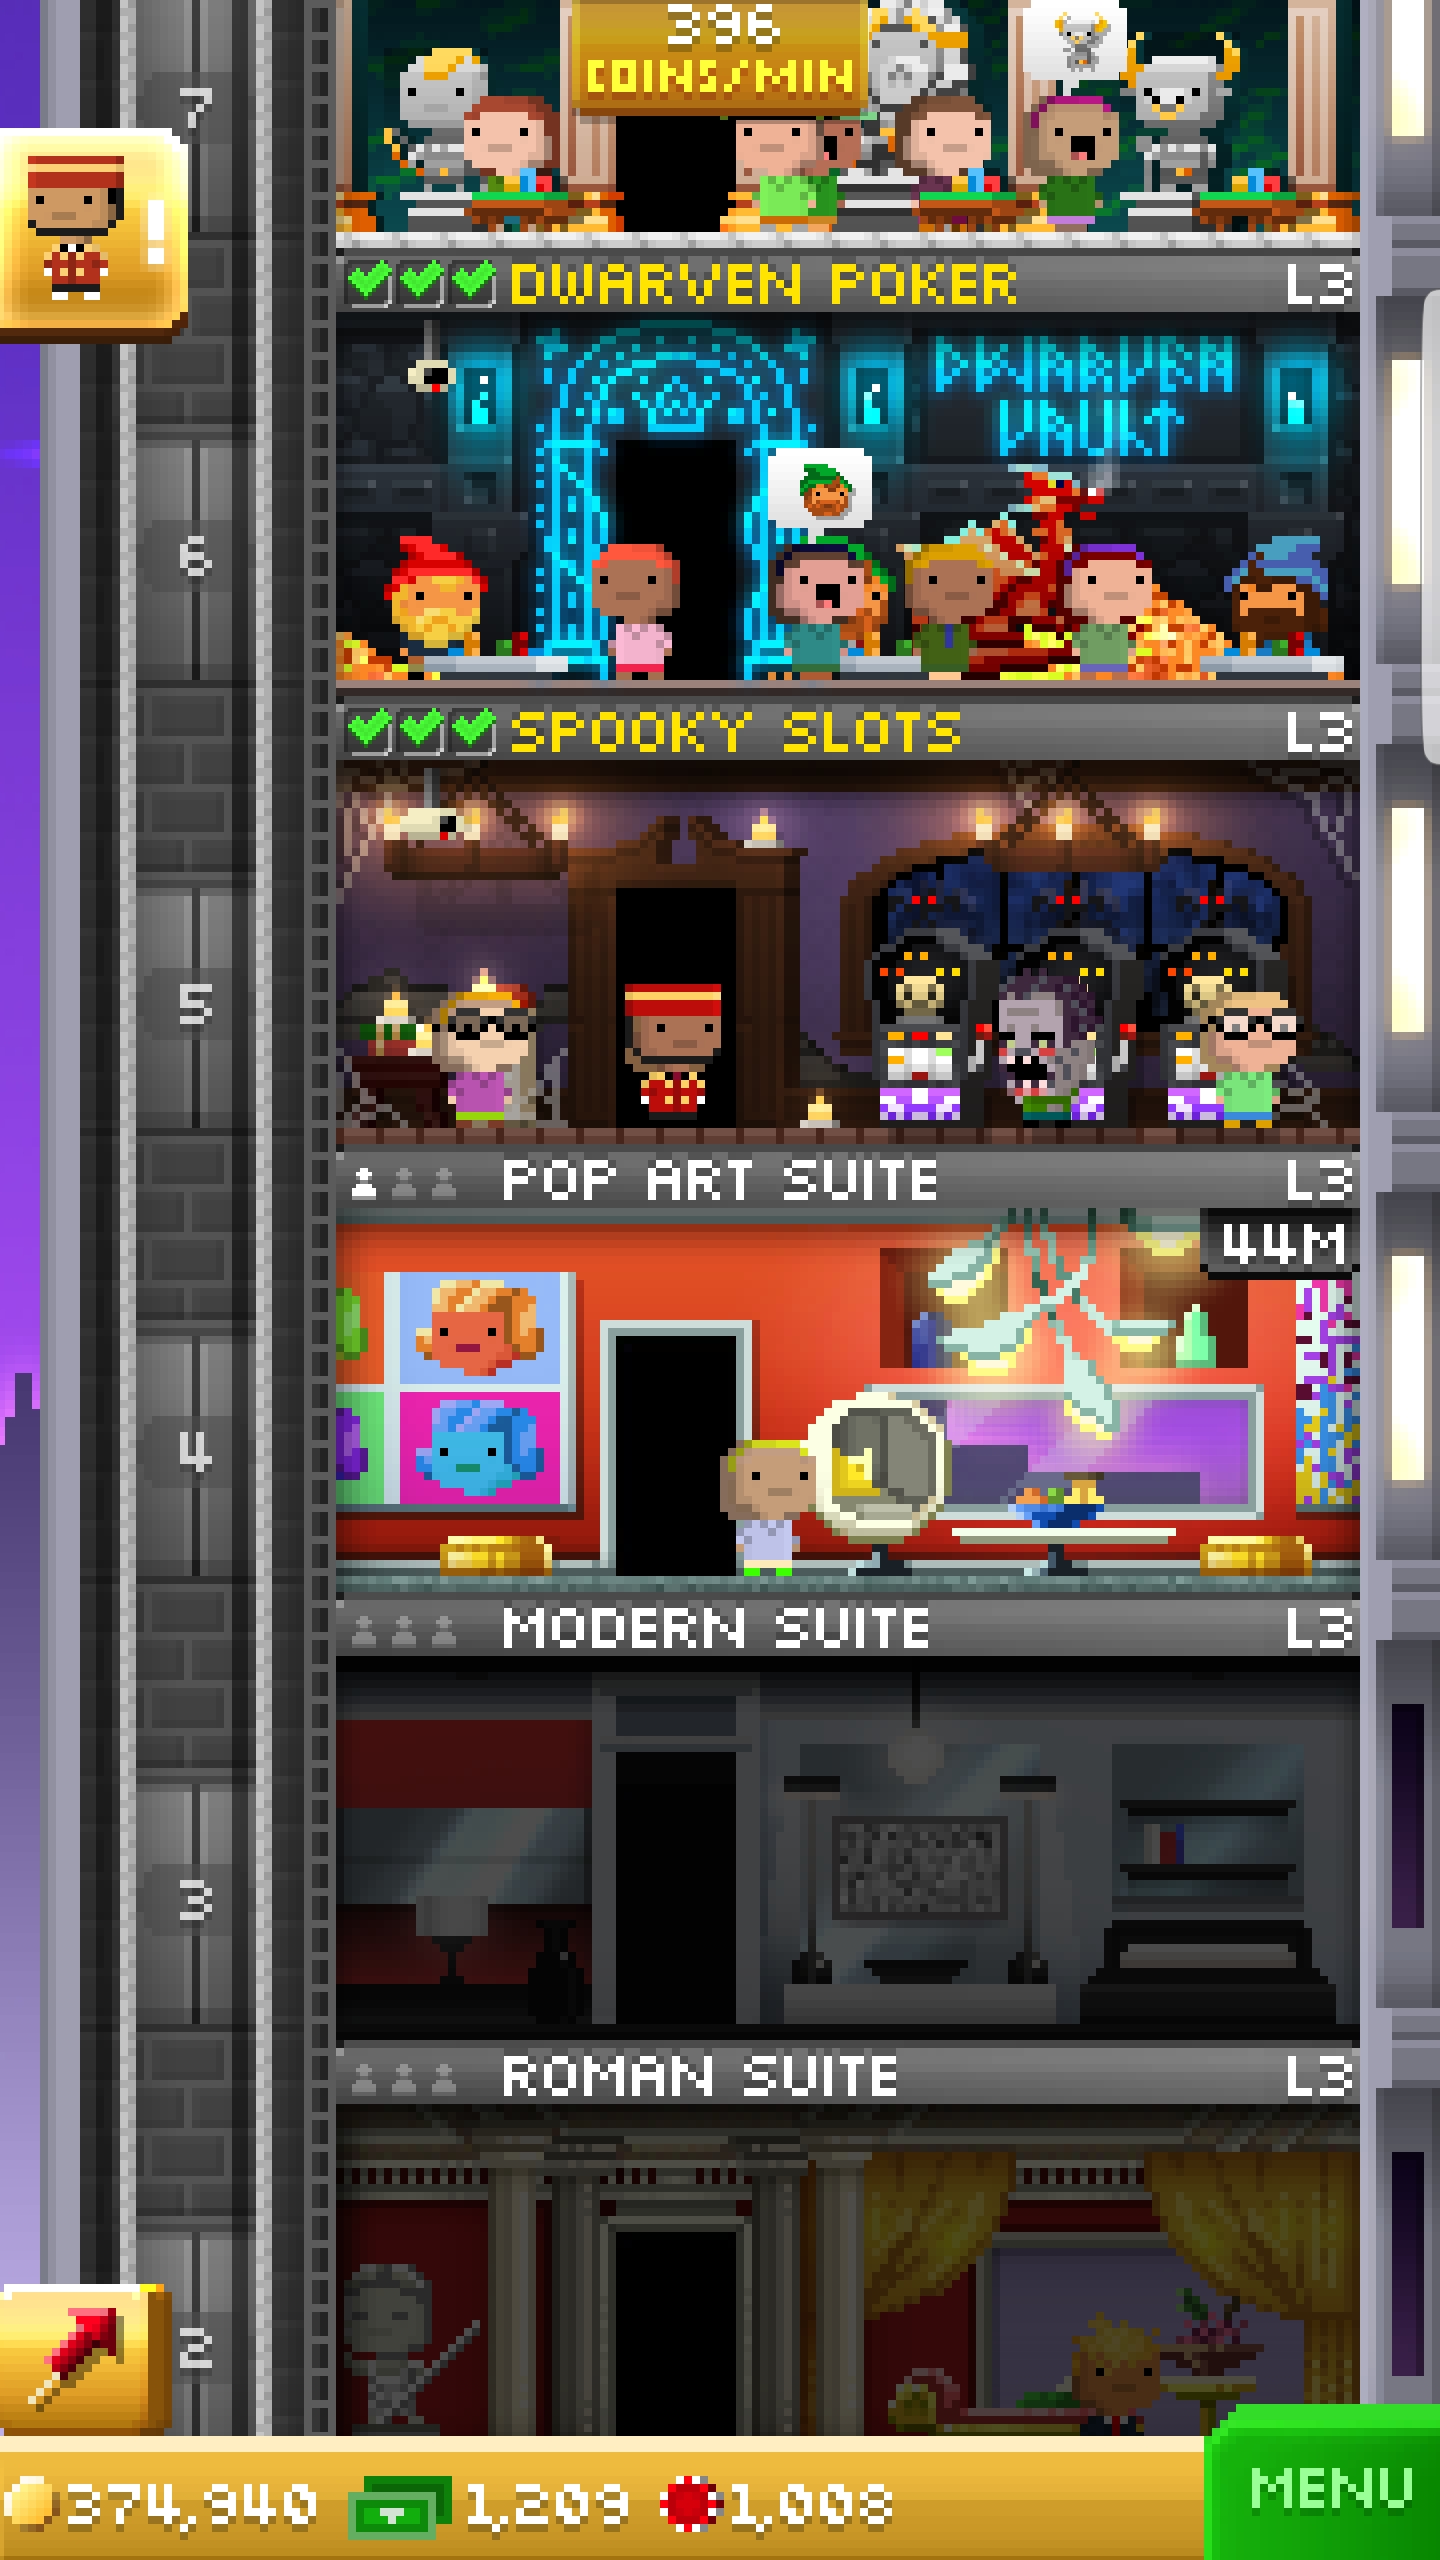 396
COINS/MIN
7
!
DWARVEN POKER L3
DWARVEN
VAULT
6
SPOOKY SLOTS L3
5
POP ART SUITE L3
44M
4
MODERN SUITE L3
3
ROMAN SUITE L3
2
374,940 1,209 1,008
MENU